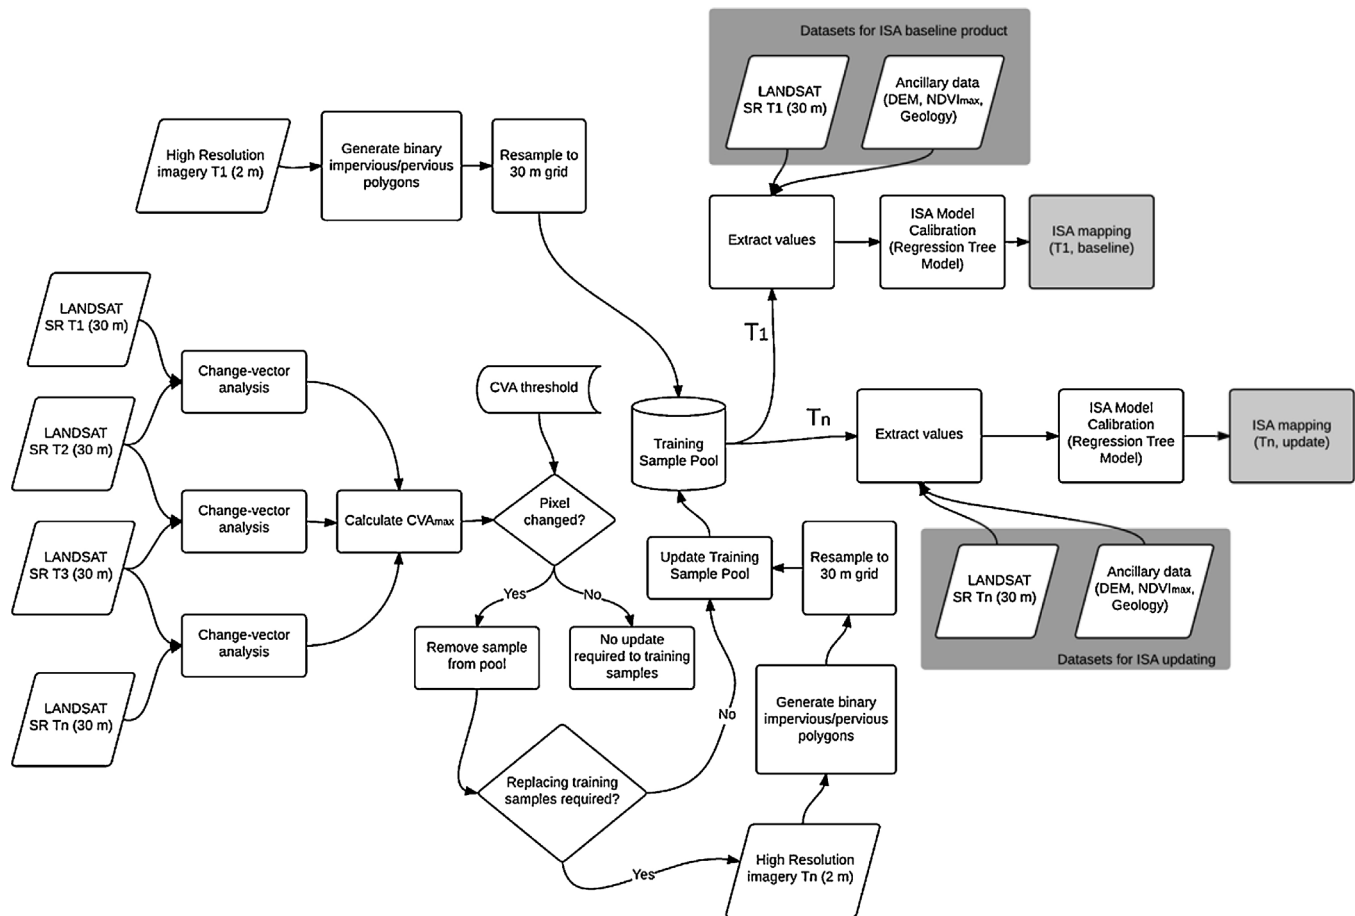 Datasets for ISA baseline product
LANDSAT
SR T1 (30 m)
Ancillary data
(DEM, NDVImax,
Geology)
High Resolution
imagery T1 (2 m)
Generate binary
impervious/pervious
polygons
Resample to
30 m grid
Extract values
ISA Model
Calibration
(Regression Tree
Model)
ISA mapping
(T1, baseline)
LANDSAT
SR T1 (30 m)
LANDSAT
SR T2 (30 m)
LANDSAT
SR T3 (30 m)
LANDSAT
SR Tn (30 m)
Change-vector
analysis
Change-vector
analysis
Change-vector
analysis
Calculate CVAmax
CVA threshold
Pixel
changed?
Yes
No
Remove sample
from pool
No update
required to training
samples
Replacing training
samples required?
No
Yes
High Resolution
imagery Tn (2 m)
Generate binary
impervious/pervious
polygons
Resample to
30 m grid
Update Training
Sample Pool
Training
Sample Pool
T1
Tn
Extract values
ISA Model
Calibration
(Regression Tree
Model)
ISA mapping
(Tn, update)
LANDSAT
SR Tn (30 m)
Ancillary data
(DEM, NDVImax,
Geology)
Datasets for ISA updating